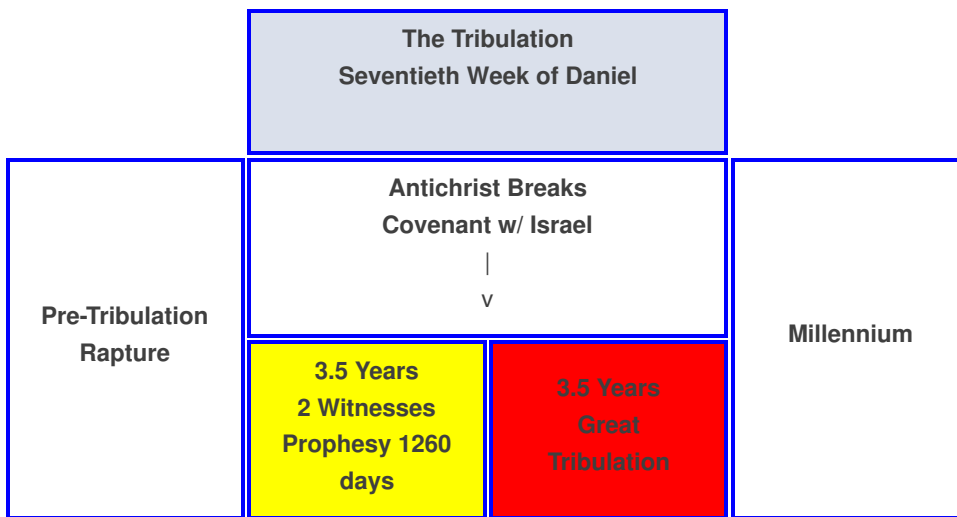 The Tribulation
Seventieth Week of Daniel
Pre-Tribulation
Rapture
Antichrist Breaks
Covenant w/ Israel
|
v
Millennium
3.5 Years
2 Witnesses
Prophesy 1260
days
3.5 Years
Great
Tribulation